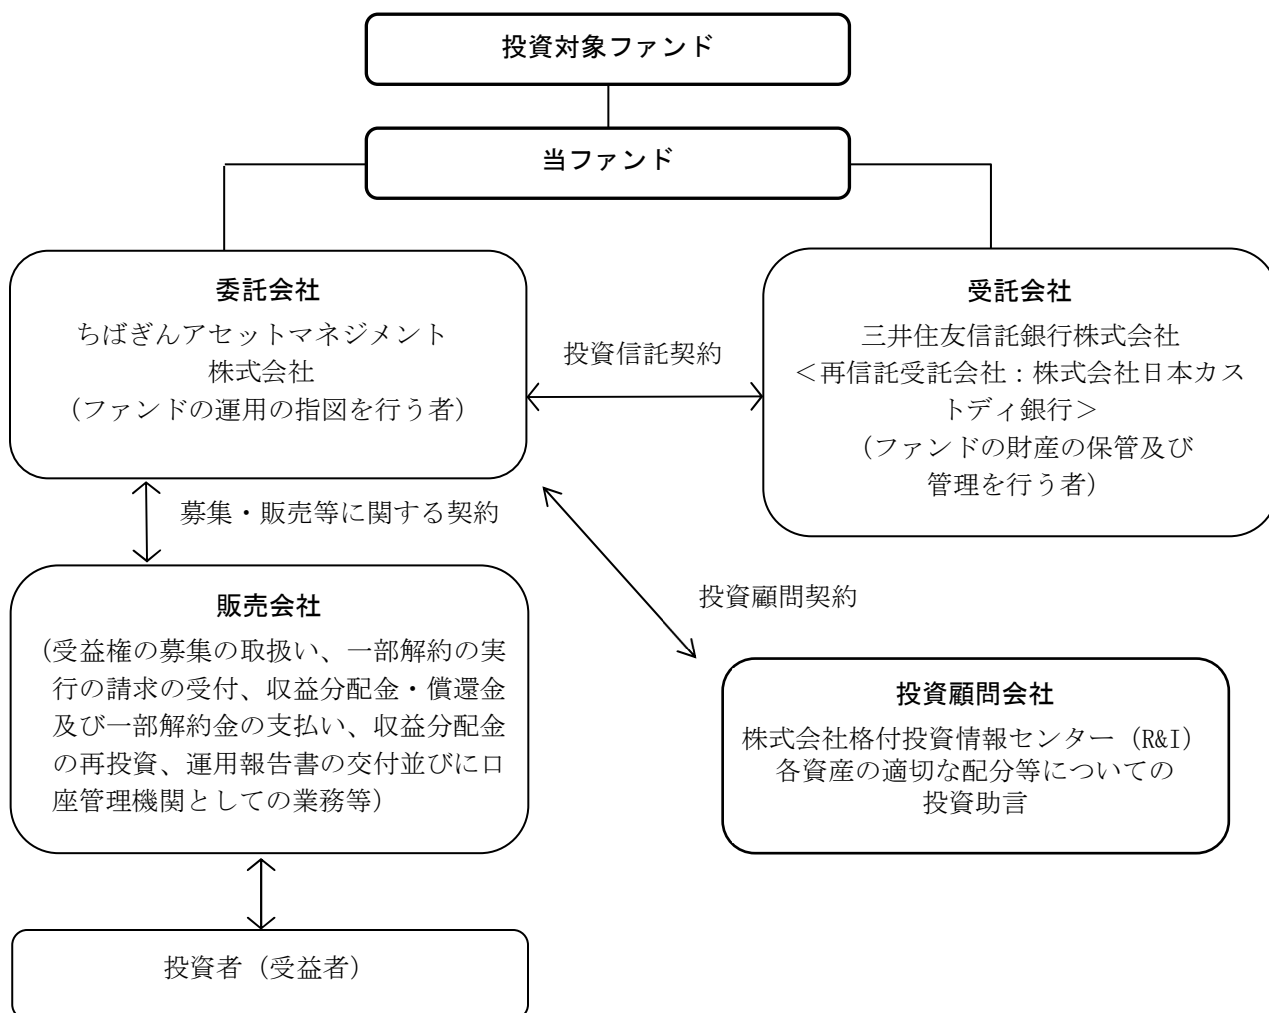 投資対象ファンド
当ファンド
委託会社
ちばぎんアセットマネジメント
株式会社
(ファンドの運用の指図を行う者)
投資信託契約
受託会社
三井住友信託銀行株式会社
<再信託受託会社:株式会社日本カス
トディ銀行>
(ファンドの財産の保管及び
管理を行う者)
募集・販売等に関する契約
投資顧問契約
販売会社
(受益権の募集の取扱い、一部解約の実
行の請求の受付、収益分配金・償還金
及び一部解約金の支払い、収益分配金
の再投資、運用報告書の交付並びに口
座管理機関としての業務等)
投資顧問会社
株式会社格付投資情報センター(R&I)
各資産の適切な配分等についての
投資助言
投資者(受益者)